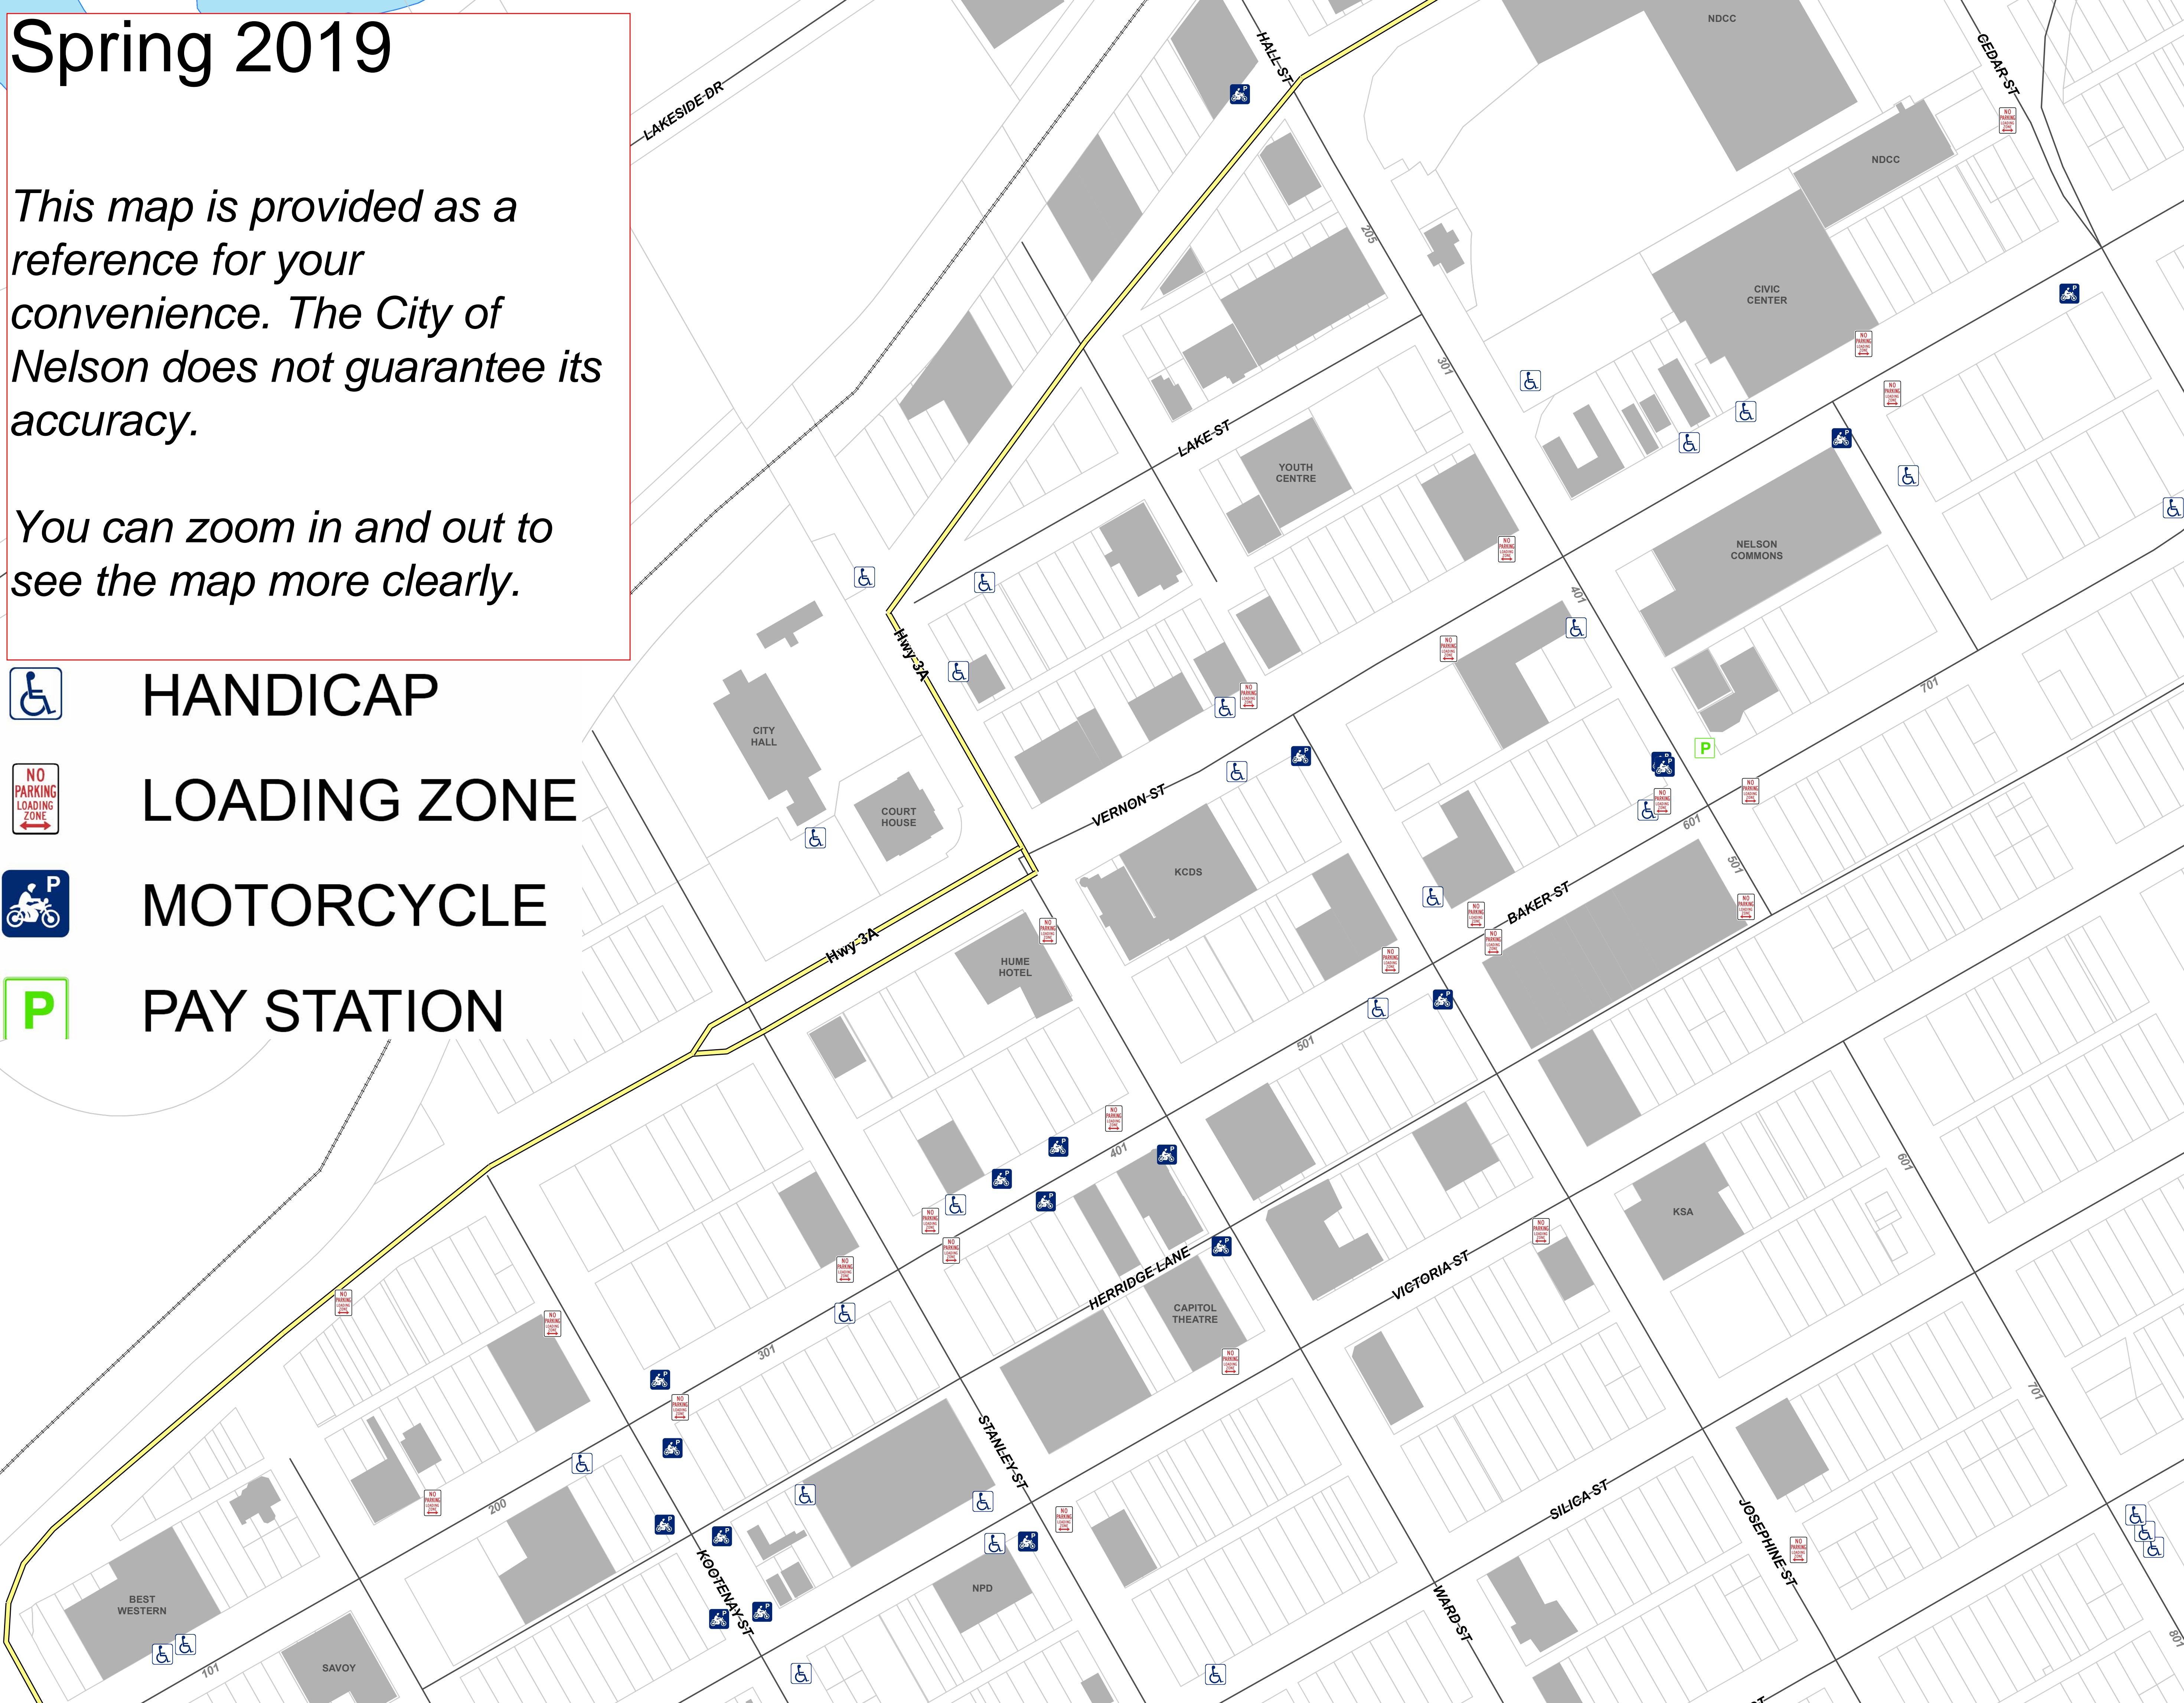 Spring 2019
This map is provided as a
reference for your
convenience. The City of
Nelson does not guarantee its
accuracy.
You can zoom in and out to
see the map more clearly.
HANDICAP
NO
PARKING
LOADING
ZONE
LOADING ZONE
P
MOTORCYCLE
P
PAY STATION
LAKESIDE DR
HALL ST
NDCC
CEDAR ST
NDCC
205
CIVIC
CENTER
301
LAKE ST
YOUTH
CENTRE
NELSON
COMMONS
401
Hwy 3A
701
CITY
HALL
P
VERNON ST
COURT
HOUSE
601
501
KCDS
BAKER ST
Hwy 3A
HUME
HOTEL
501
401
601
KSA
HERRIDGE LANE
VICTORIA ST
CAPITOL
THEATRE
301
701
STANLEY ST
200
SILICA ST
JOSEPHINE ST
KOOTENAY ST
NPD
WARD ST
BEST
WESTERN
801
101
SAVOY